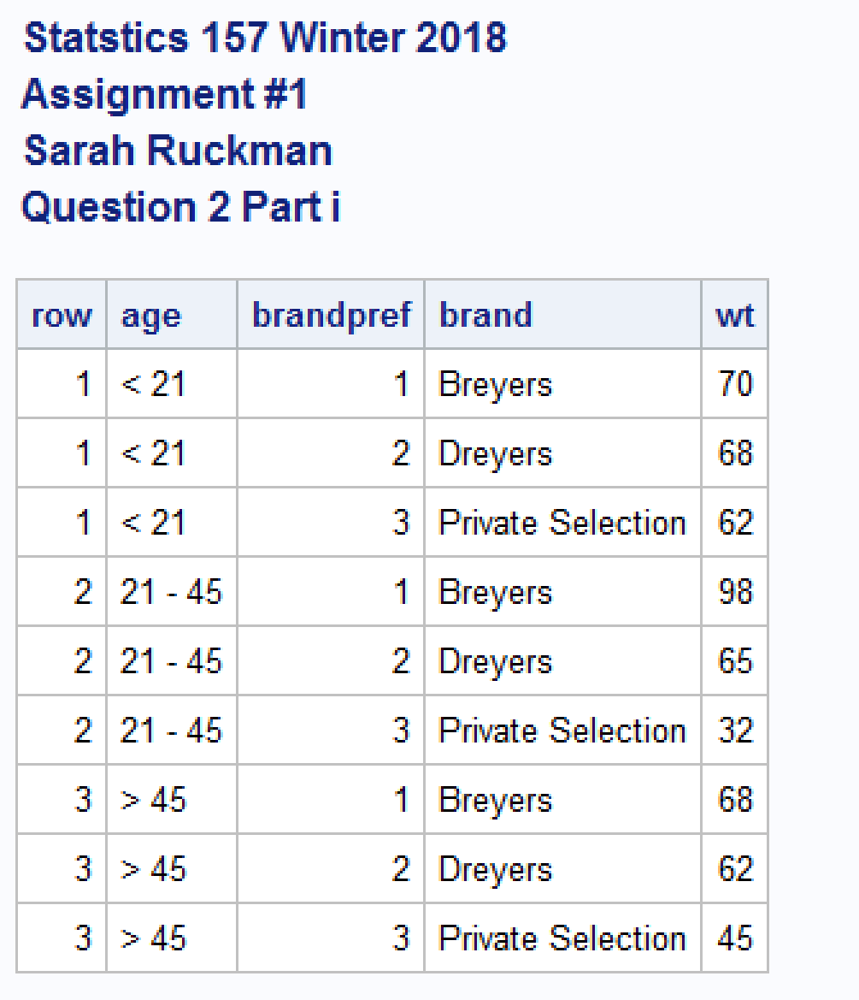 Statstics 157 Winter 2018
Assignment #1
Sarah Ruckman
Question 2 Part i
row age brandpref brand wt
1 < 21 1 Breyers 70
1 < 21 2 Dreyers 68
1 < 21 3 Private Selection 62
2 21 - 45 1 Breyers 98
2 21 - 45 2 Dreyers 65
2 21 - 45 3 Private Selection 32
3 > 45 1 Breyers 68
3 > 45 2 Dreyers 62
3 > 45 3 Private Selection 45